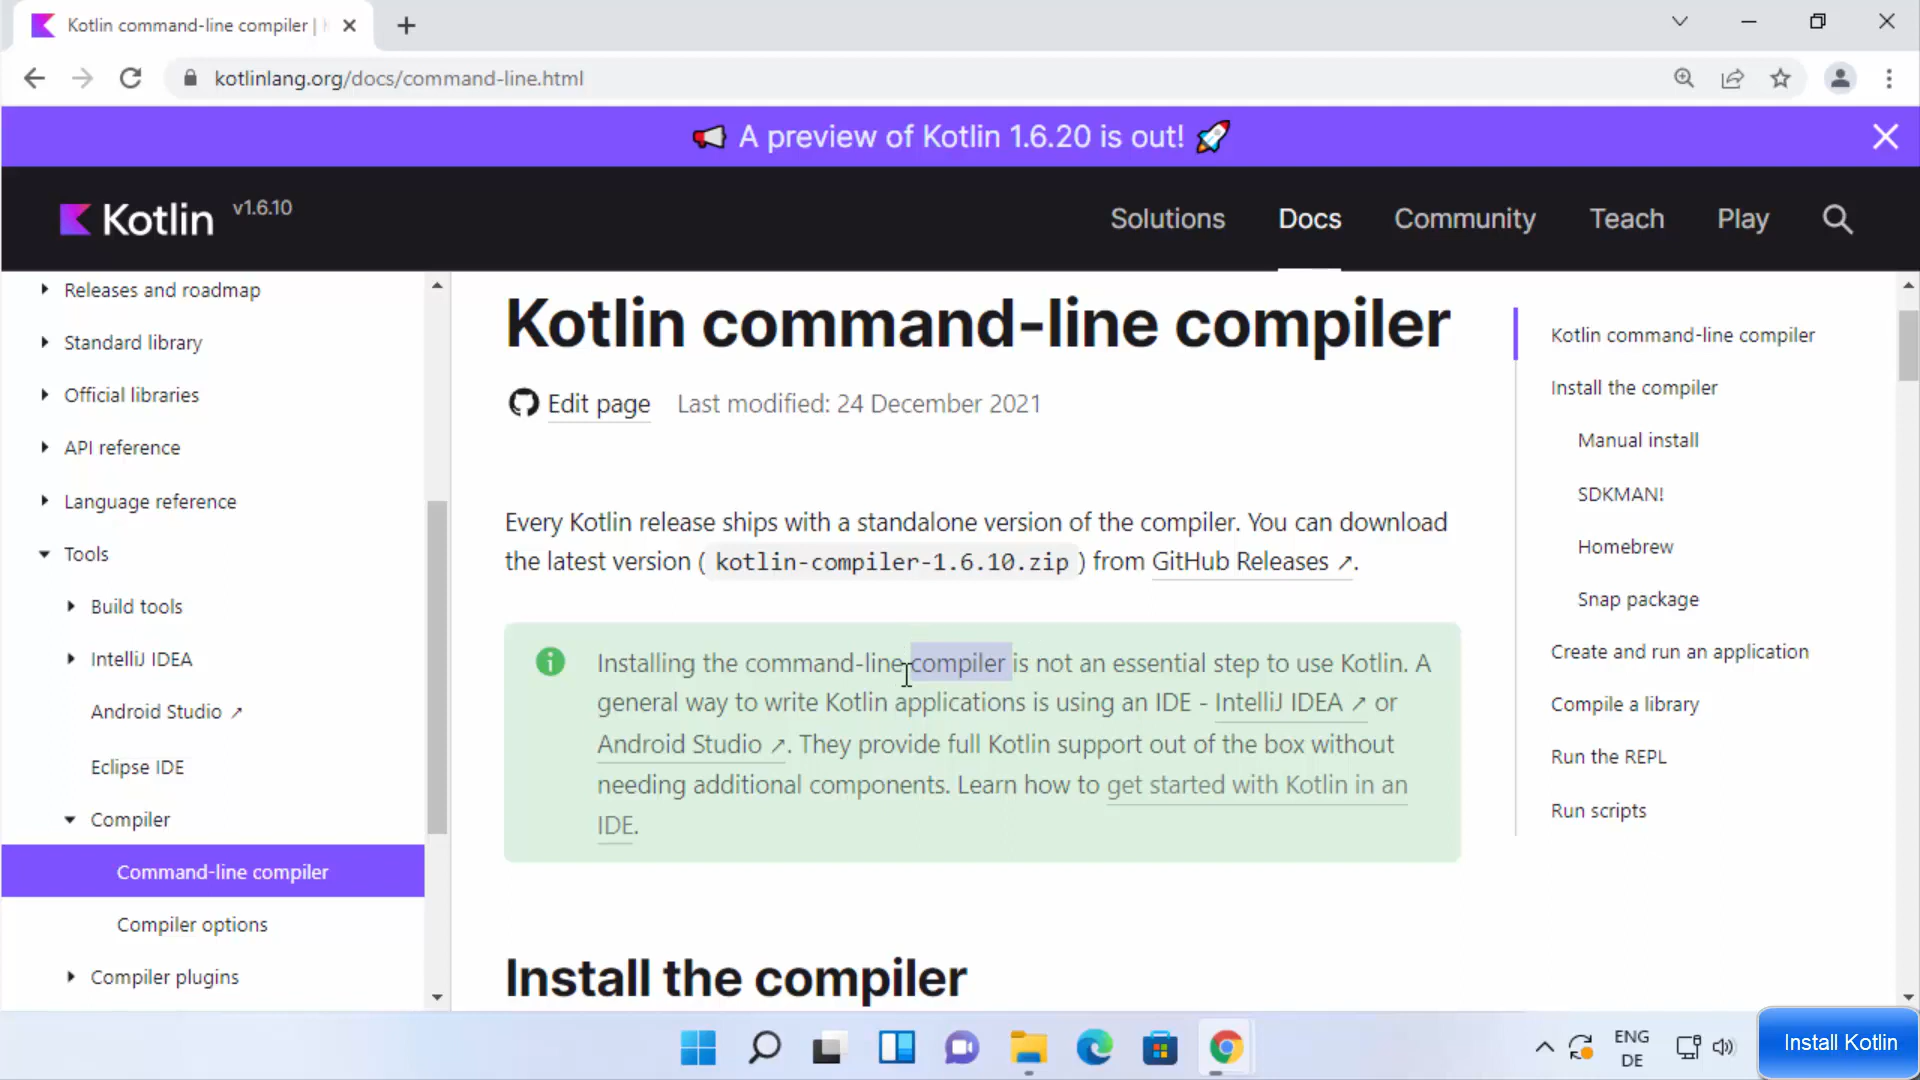 Kotlin command-line compiler |
kotlinlang.org/docs/command-line.html
A preview of Kotlin 1.6.20 is out!
Kotlin v1.6.10
Solutions
Docs
Community
Teach
Play
Releases and roadmap
Standard library
Official libraries
API reference
Language reference
Tools
Build tools
IntelliJ IDEA
Android Studio ↗
Eclipse IDE
Compiler
Command-line compiler
Compiler options
Compiler plugins
Kotlin command-line compiler
Edit page Last modified: 24 December 2021
Every Kotlin release ships with a standalone version of the compiler. You can download
the latest version ( kotlin-compiler-1.6.10.zip ) from GitHub Releases ↗.
Installing the command-line compiler is not an essential step to use Kotlin. A
general way to write Kotlin applications is using an IDE - IntelliJ IDEA ↗ or
Android Studio ↗. They provide full Kotlin support out of the box without
needing additional components. Learn how to get started with Kotlin in an
IDE.
Install the compiler
Kotlin command-line compiler
Install the compiler
Manual install
SDKMAN!
Homebrew
Snap package
Create and run an application
Compile a library
Run the REPL
Run scripts
ENG
DE
Install Kotlin